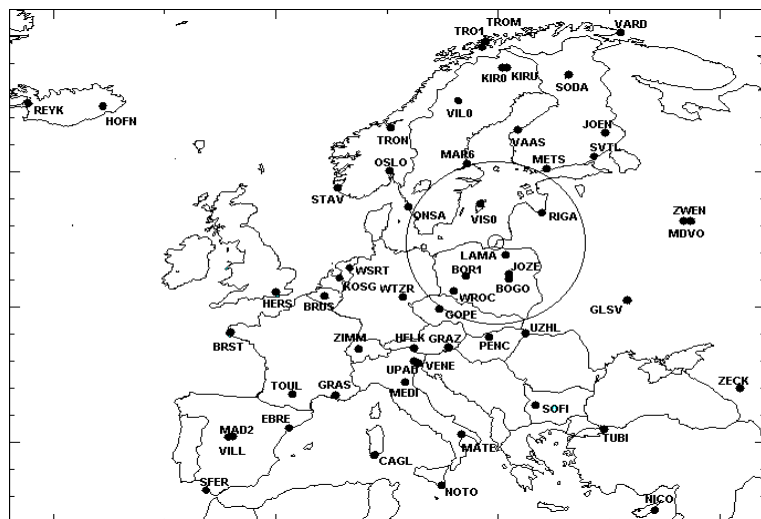 TROM
TRO1
VARD
KIR0
KIRU
SODA
REYK
HOFN
VIL0
JOEN
TRON
VAAS
SVTL
OSLO
MAR6
METS
STAV
ONSA
VIS0
RIGA
ZWEN
MDVO
LAMA
WSRT
BOR1
JOZE
KOSG
WTZR
BOGO
HERS
BRUS
WROC
GOPE
GLSV
BRST
ZIMM
HFLK
GRAZ
PENC
UZHL
UPAD
VENE
TOUL
GRAS
MEDI
ZECK
EBRE
SOFI
MAD2
VILL
MATE
TUBI
CAGL
SFER
NOTO
NICO